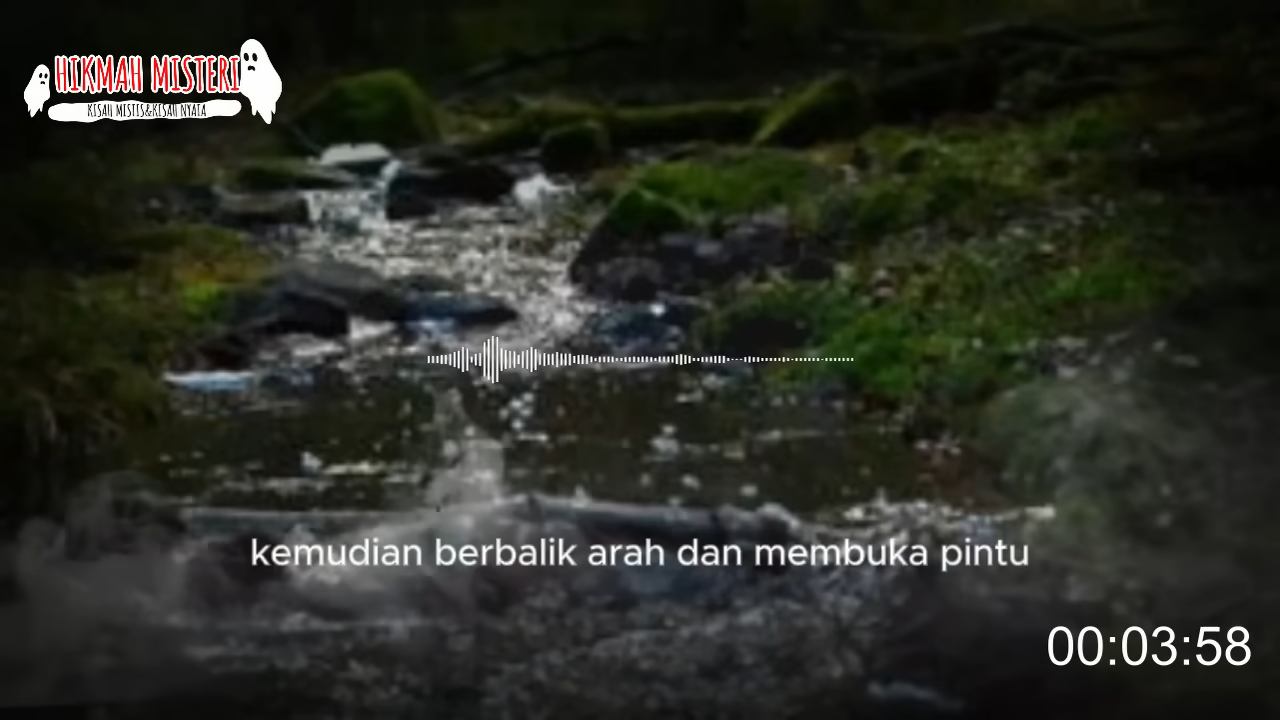 HIKMAH MISTERI
KISAH MISTIS&KISAH NYATA
kemudian berbalik arah dan membuka pintu
00:03:58